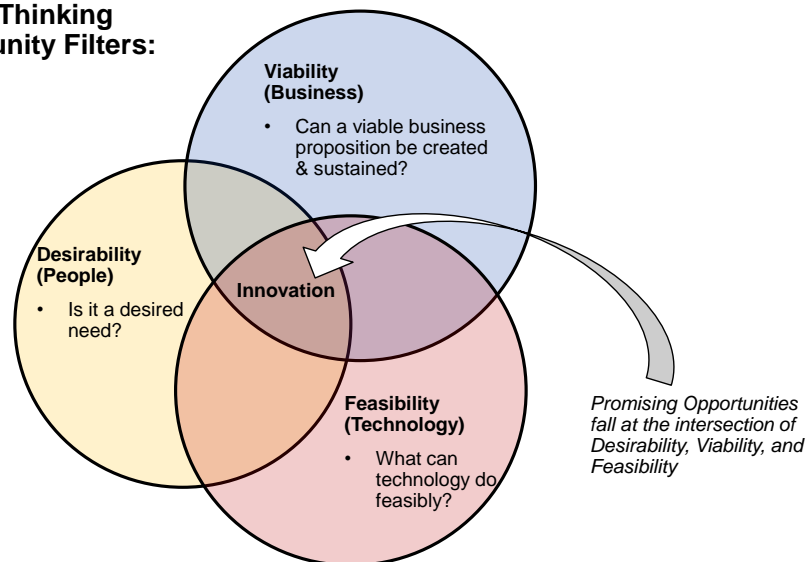 Thinking
unity Filters:
Viability
(Business)
• Can a viable business
proposition be created
& sustained?
Desirability
(People)
• Is it a desired
need?
Innovation
Feasibility
(Technology)
• What can
technology do
feasibly?
Promising Opportunities
fall at the intersection of
Desirability, Viability, and
Feasibility